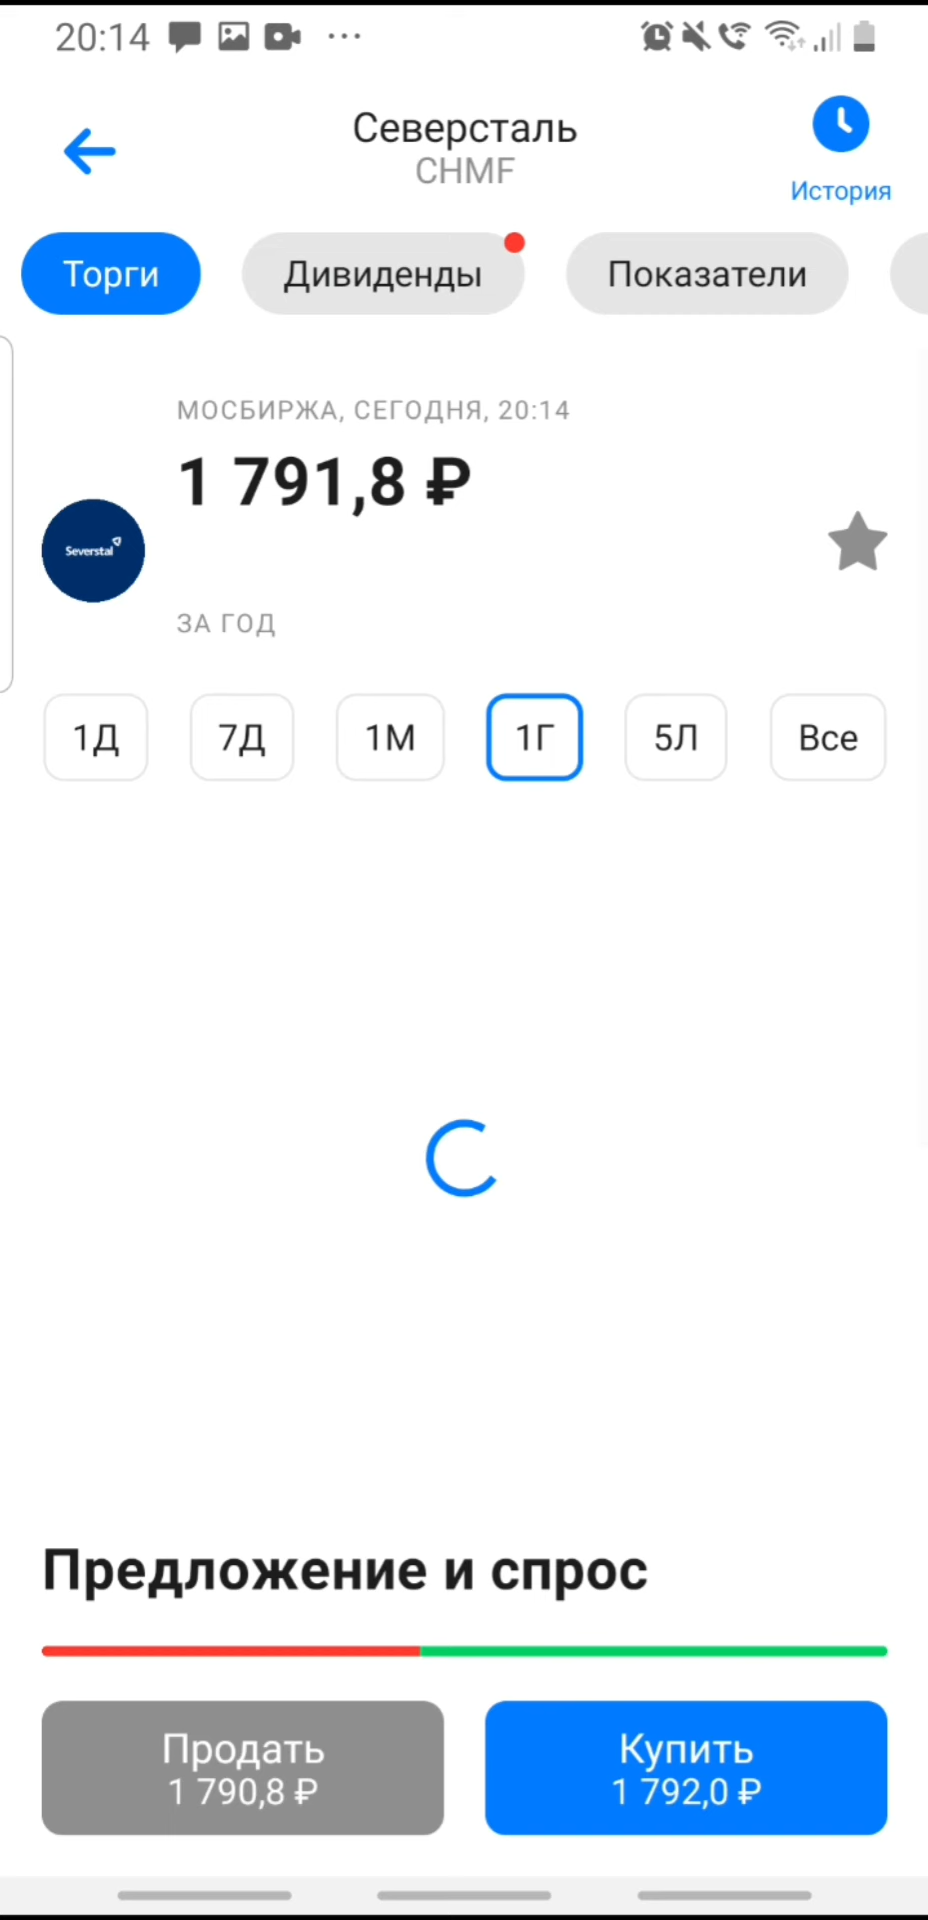 20:14
Северсталь
CHMF
История
Торги
Дивиденды
Показатели
МОСБИРЖА, СЕГОДНЯ, 20:14
1 791,8 ₽
Severstal
ЗА ГОД
1Д
7Д
1М
1Г
5Л
Все
Предложение и спрос
Продать
1 790,8 ₽
Купить
1 792,0 ₽